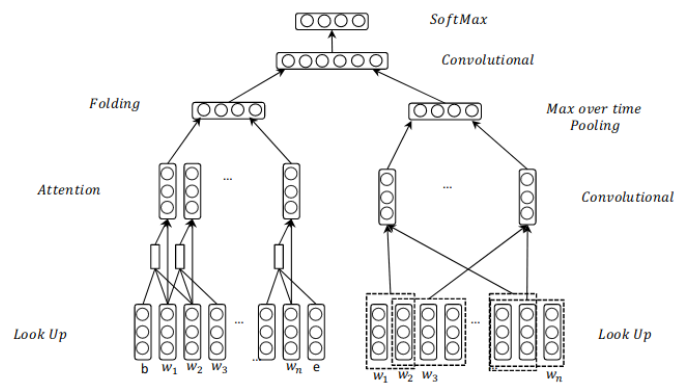 SoftMax
Convolutional
Folding
Max over time
Pooling
...
...
Attention
Convolutional
Look Up
...
...
...
Look Up
b w₁ w₂ w₃ wₙ e
w₁ w₂ w₃ wₙ